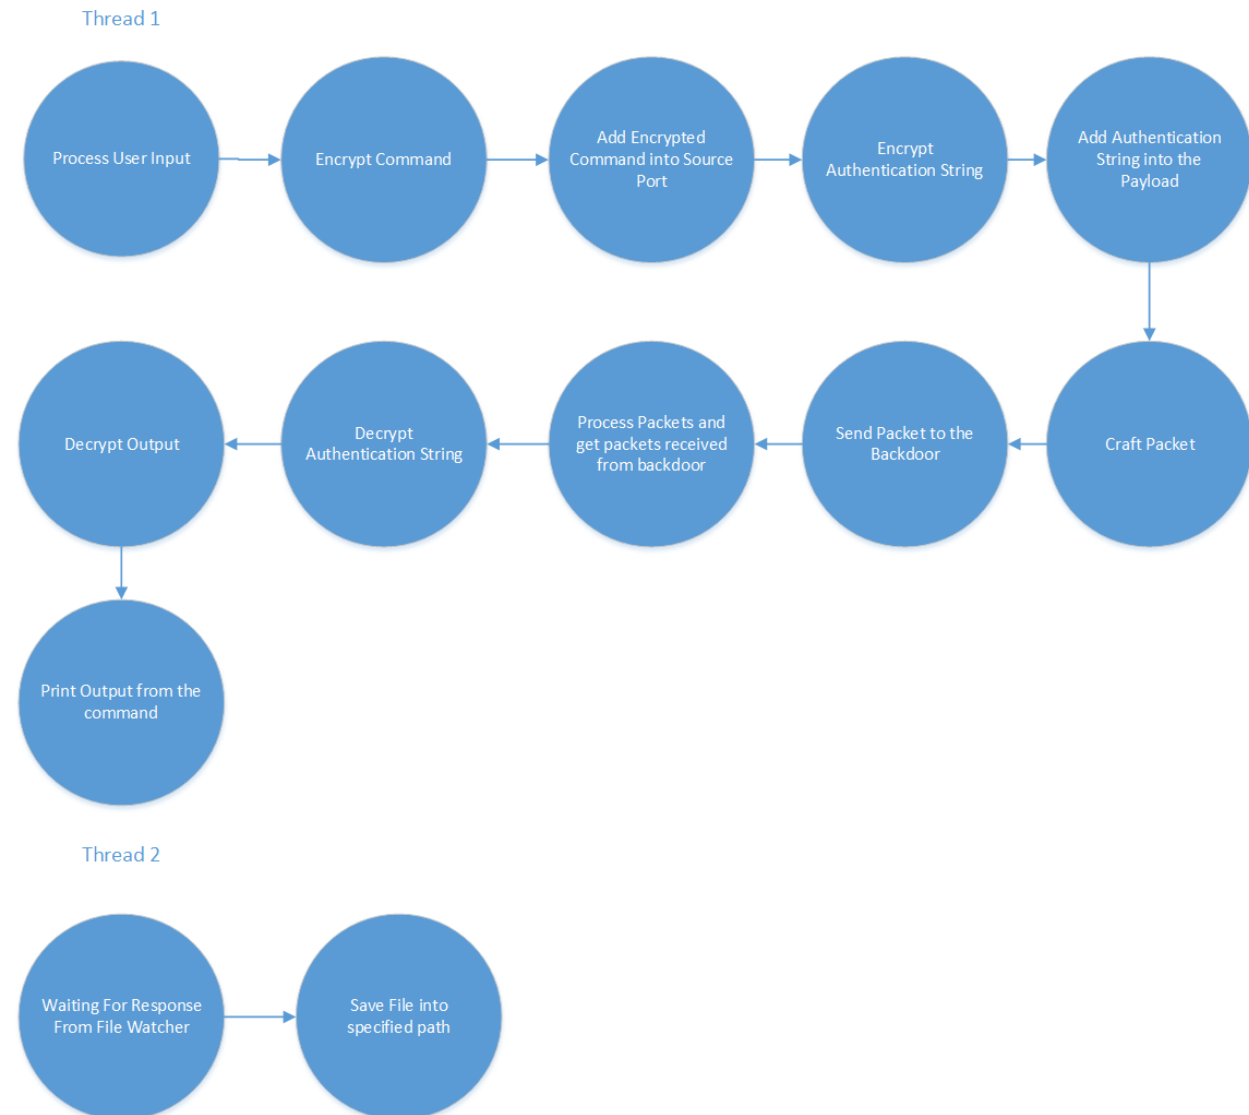 Thread 1
Process User Input
Encrypt Command
Add Encrypted
Command into Source
Port
Encrypt
Authentication String
Add Authentication
String into the
Payload
Decrypt Output
Decrypt
Authentication String
Process Packets and
get packets received
from backdoor
Send Packet to the
Backdoor
Craft Packet
Print Output from the
command
Thread 2
Waiting For Response
From File Watcher
Save File into
specified path